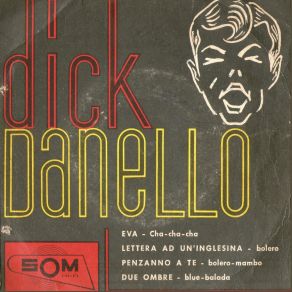 dick
Danello
EVA - Cha-cha-cha
LETTERA AD UN'INGLESINA - bolero
PENZANNO A TE - bolero-mambo
DUE OMBRE - blue-balada
SOM